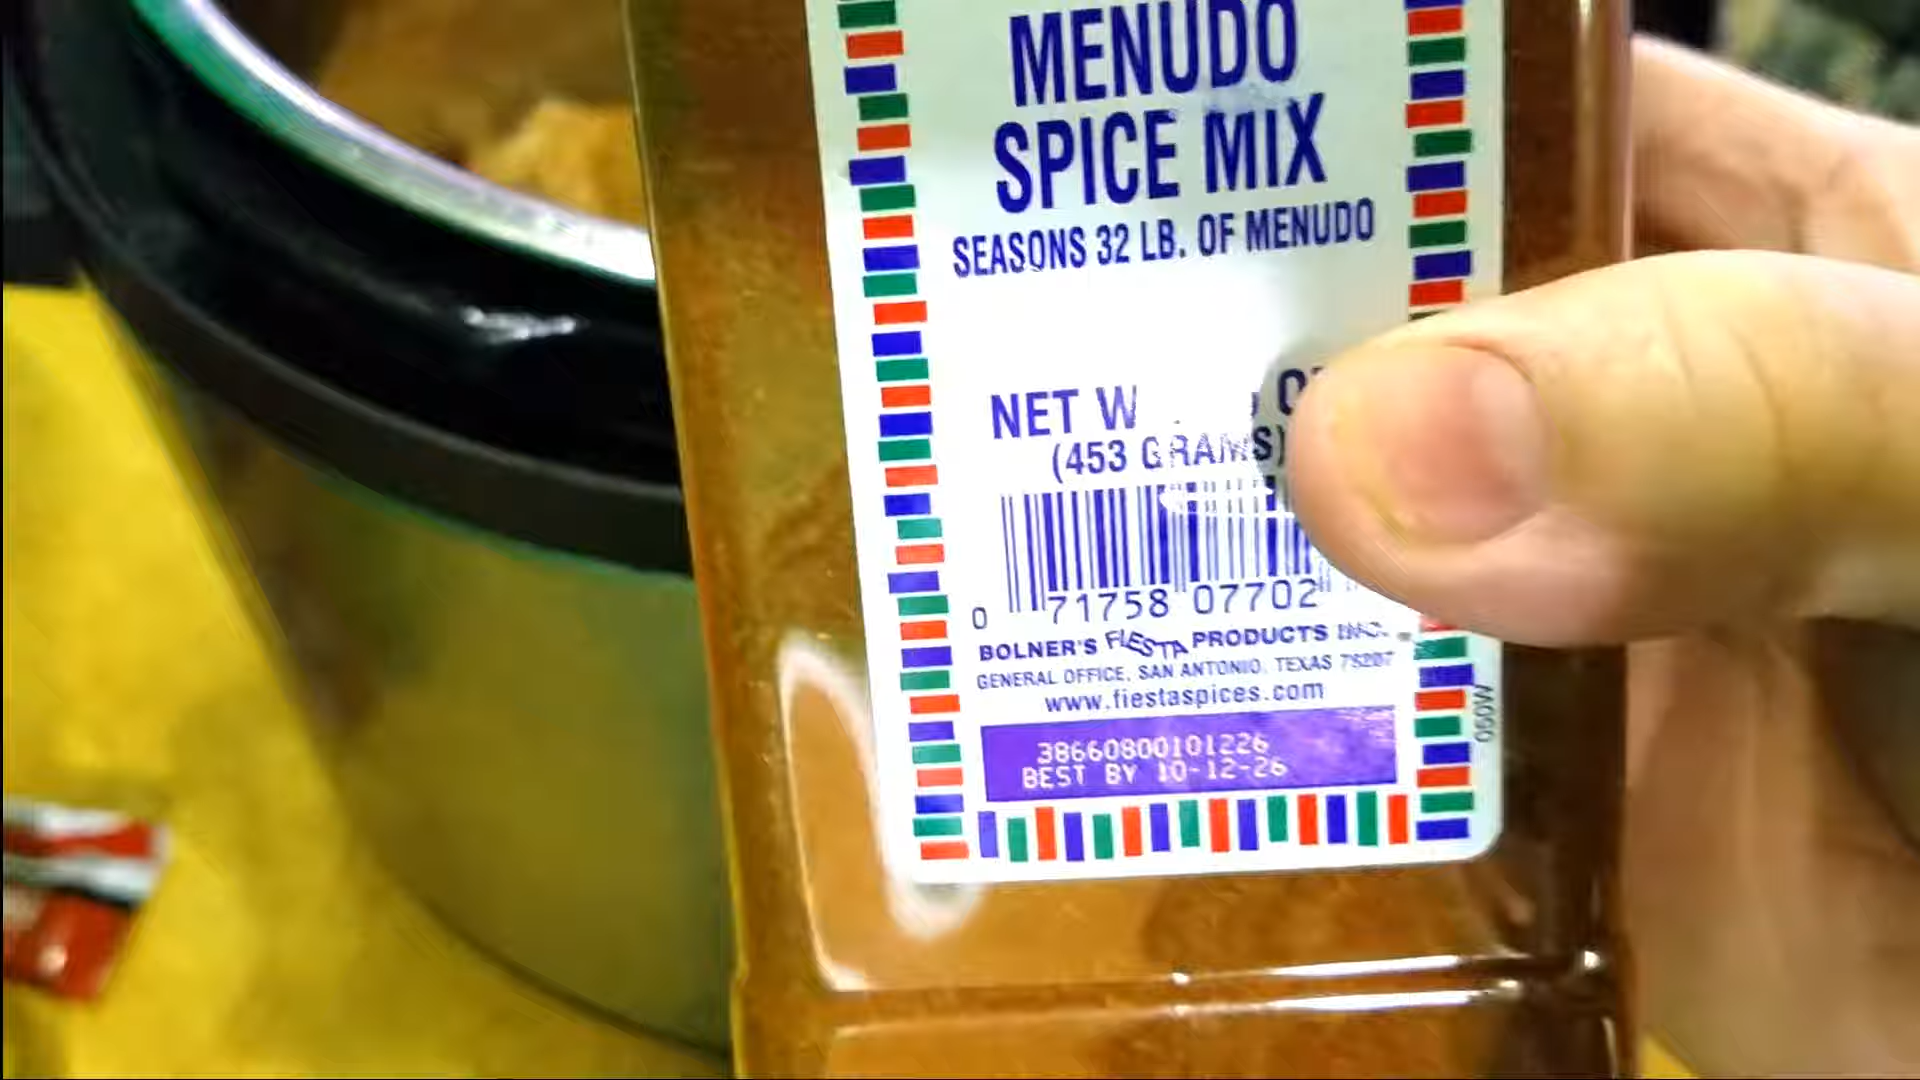 MENUDO
SPICE MIX
SEASONS 32 LB. OF MENUDO
NET W
(453 GRAMS)
0 71758 07702
BOLNER'S FIESTA PRODUCTS INC.
GENERAL OFFICE, SAN ANTONIO, TEXAS 78207
www.fiestaspices.com
38660800101226
BEST BY 10-12-26